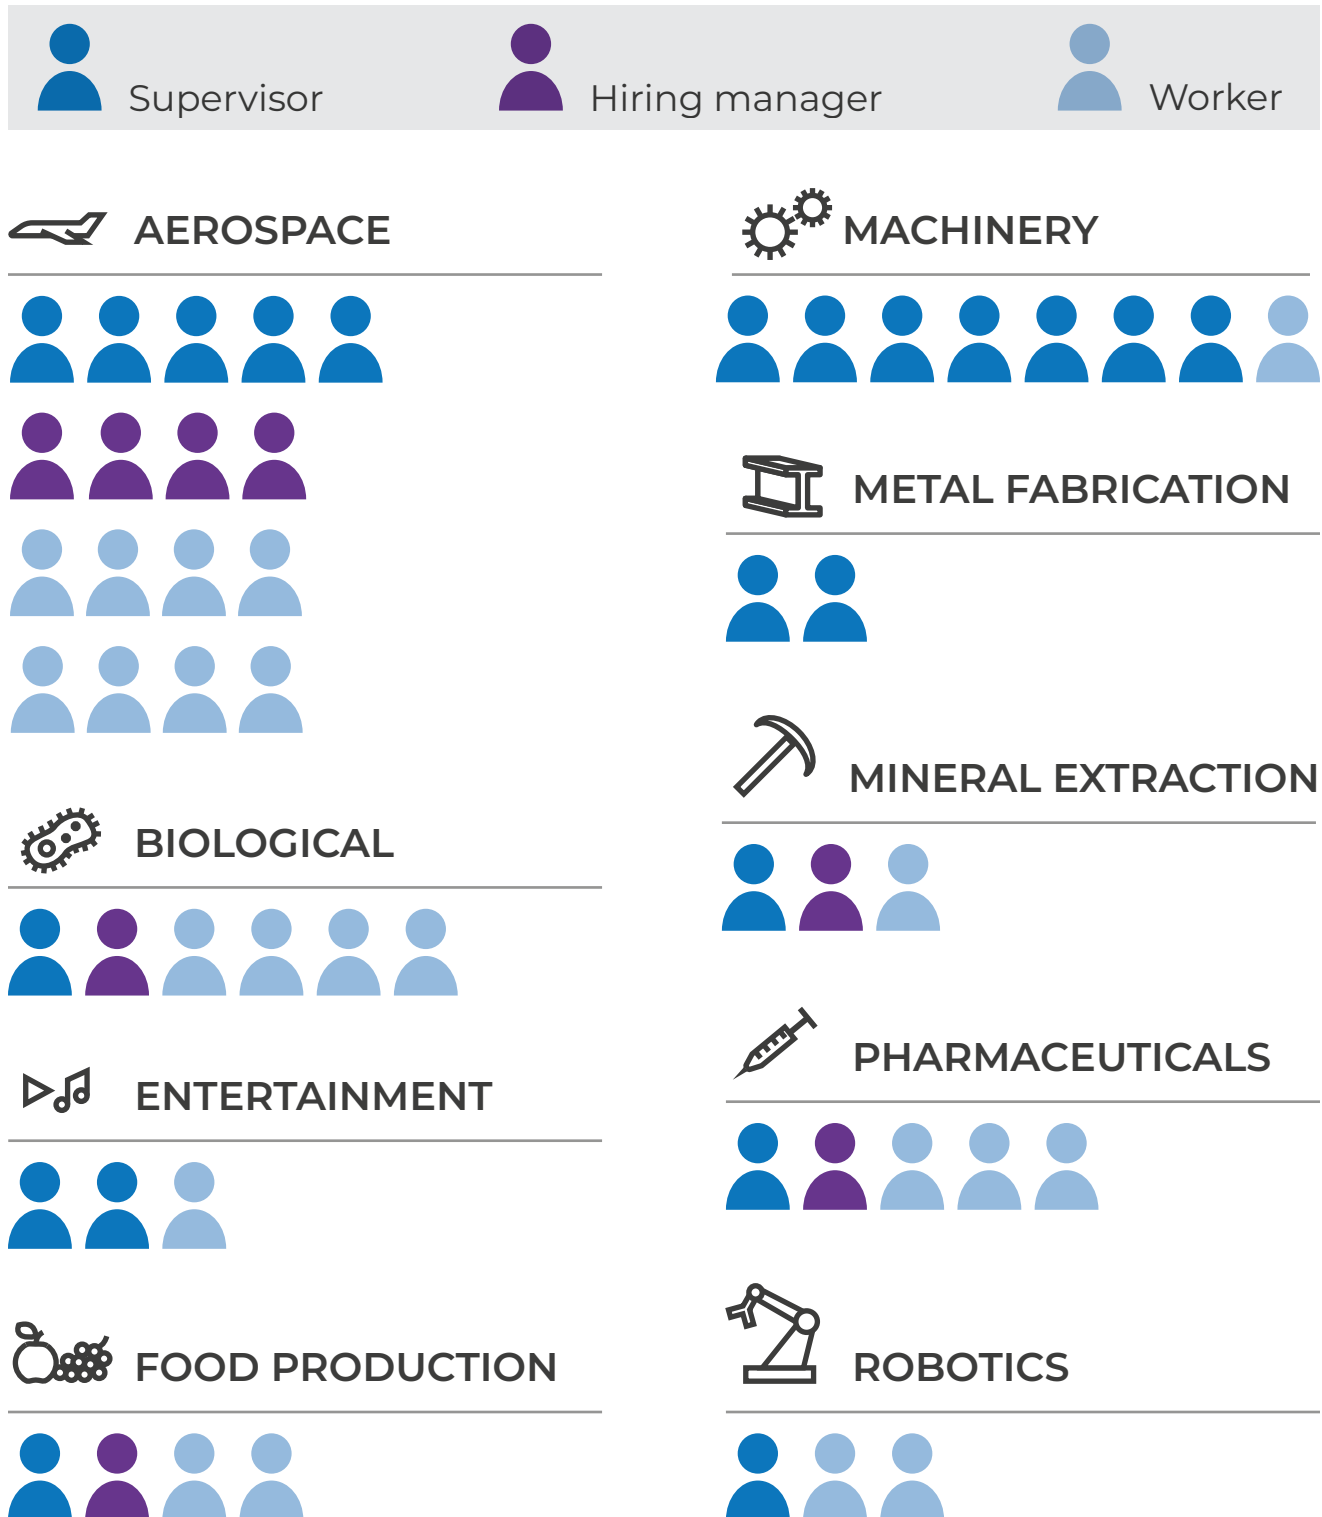 Supervisor
Hiring manager
Worker
AEROSPACE
BIOLOGICAL
ENTERTAINMENT
FOOD PRODUCTION
MACHINERY
METAL FABRICATION
MINERAL EXTRACTION
PHARMACEUTICALS
ROBOTICS